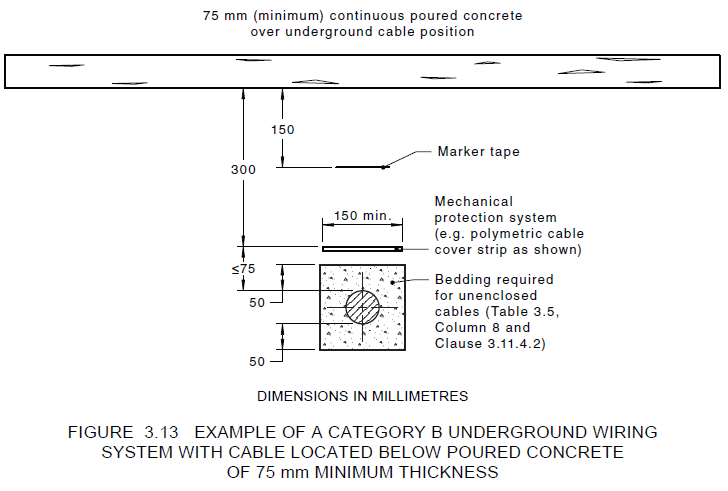 75 mm (minimum) continuous poured concrete
over underground cable position
150
Marker tape
300
Mechanical
protection system
(e.g. polymetric cable
cover strip as shown)
150 min.
≤75
50
Bedding required
for unenclosed
cables (Table 3.5,
Column 8 and
Clause 3.11.4.2)
50
DIMENSIONS IN MILLIMETRES
FIGURE 3.13 EXAMPLE OF A CATEGORY B UNDERGROUND WIRING
SYSTEM WITH CABLE LOCATED BELOW POURED CONCRETE
OF 75 mm MINIMUM THICKNESS